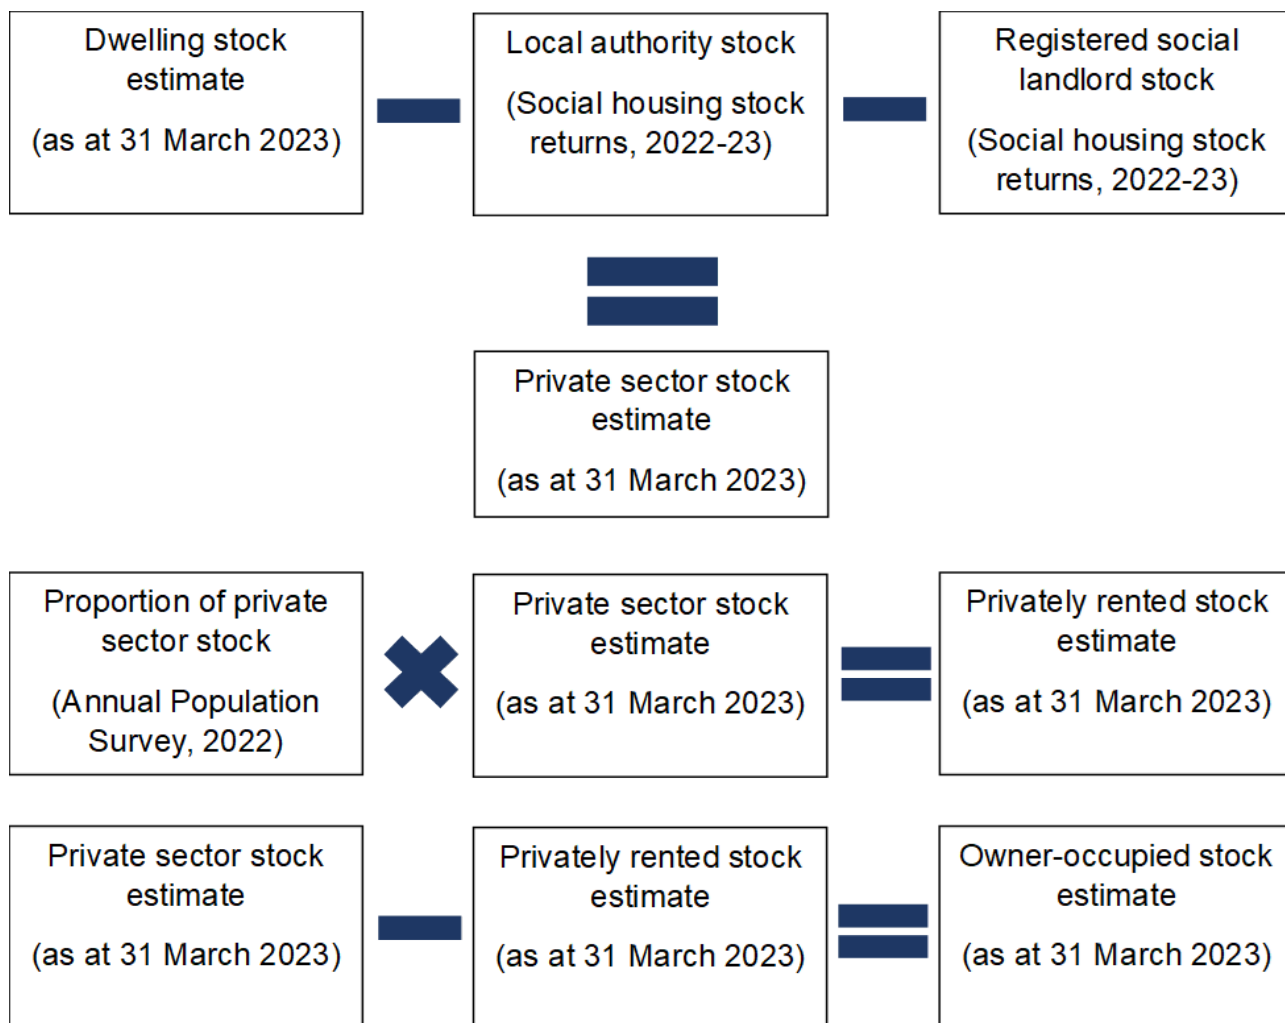 Dwelling stock
estimate
(as at 31 March 2023)
Local authority stock
(Social housing stock
returns, 2022-23)
Registered social
landlord stock
(Social housing stock
returns, 2022-23)
Private sector stock
estimate
(as at 31 March 2023)
Proportion of private
sector stock
(Annual Population
Survey, 2022)
Private sector stock
estimate
(as at 31 March 2023)
Privately rented stock
estimate
(as at 31 March 2023)
Private sector stock
estimate
(as at 31 March 2023)
Privately rented stock
estimate
(as at 31 March 2023)
Owner-occupied stock
estimate
(as at 31 March 2023)